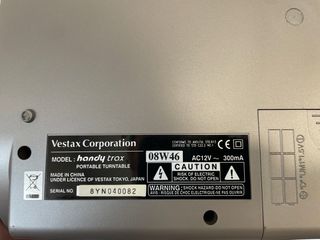 Vestax Corporation
MODEL: handy trax
PORTABLE TURNTABLE
MADE IN CHINA
UNDER LICENCE OF VESTAX TOKYO, JAPAN
SERIAL NO. 8YN040082
08W46
AC12V~ 300mA
CAUTION
RISK OF ELECTRIC
SHOCK DO NOT OPEN
WARNING: SHOCK HAZARD-DO NOT OPEN
AVIS: RISQUE DE CHOC ELELCTRIQUE-NE PAS OUVRIR